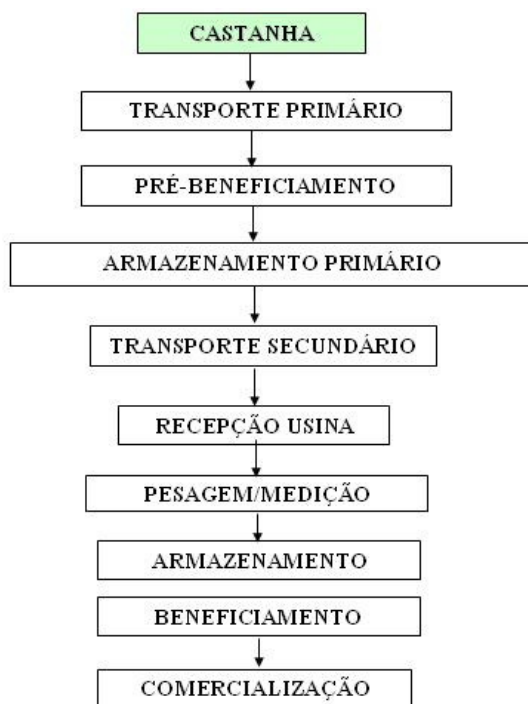 CASTANHA
TRANSPORTE PRIMÁRIO
PRÉ-BENEFICIAMENTO
ARMAZENAMENTO PRIMÁRIO
TRANSPORTE SECUNDÁRIO
RECEPÇÃO USINA
PESAGEM/MEDIÇÃO
ARMAZENAMENTO
BENEFICIAMENTO
COMERCIALIZAÇÃO